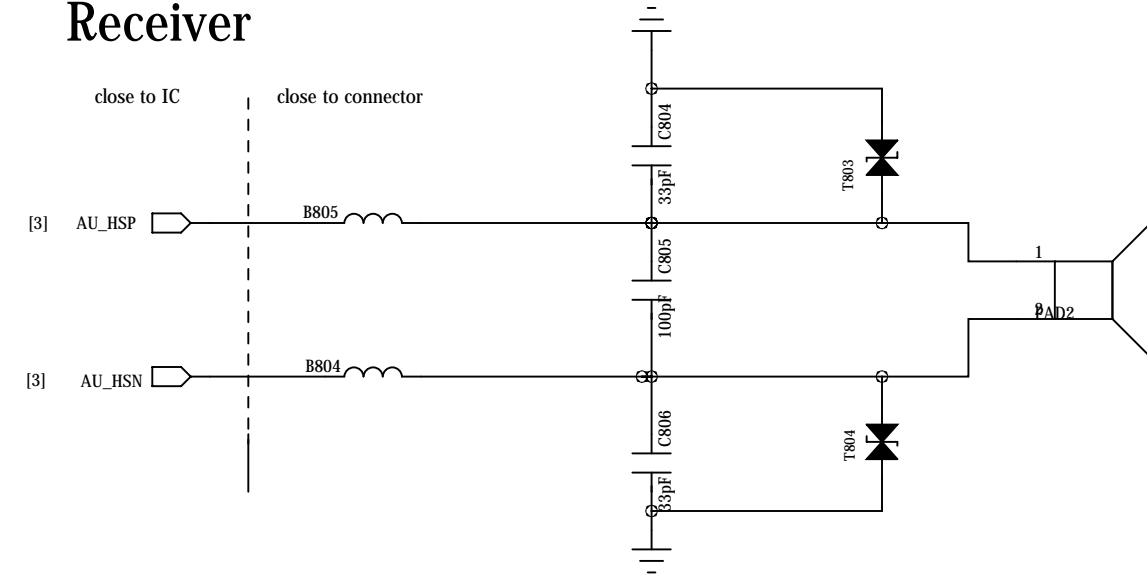 Receiver
close to IC
close to connector
C804
33pF
T803
[3] AU_HSP
B805
C805
100pF
1
2
PAD2
[3] AU_HSN
B804
C806
33pF
T804